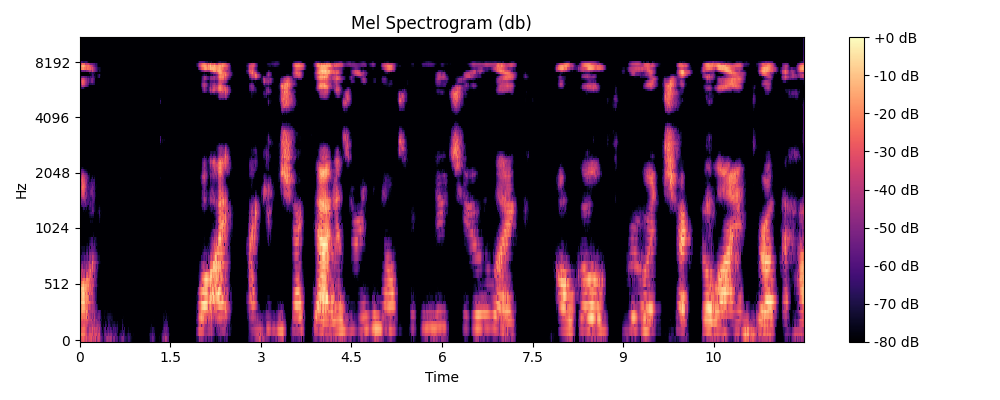 Mel Spectrogram (db)
8192
4096
2048
1024
512
0
Hz
0 1.5 3 4.5 6 7.5 9 10
Time
+0 dB
-10 dB
-20 dB
-30 dB
-40 dB
-50 dB
-60 dB
-70 dB
-80 dB